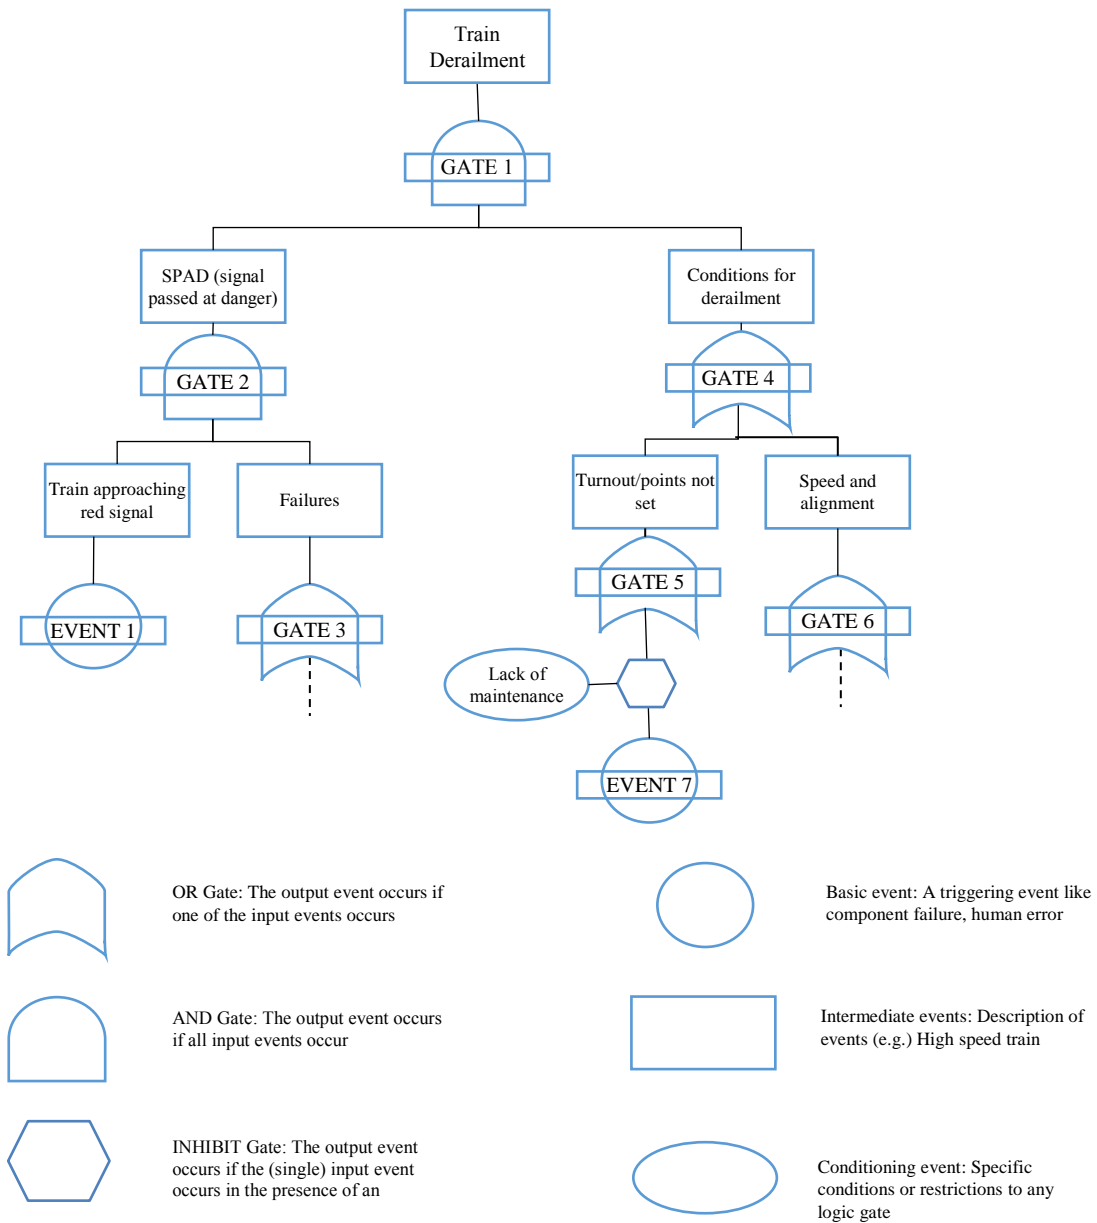 Train
Derailment
GATE 1
SPAD (signal
passed at danger)
Conditions for
derailment
GATE 2
GATE 4
Train approaching
red signal
Failures
Turnout/points not
set
Speed and
alignment
EVENT 1
GATE 3
GATE 5
GATE 6
Lack of
maintenance
EVENT 7
OR Gate: The output event occurs if
one of the input events occurs
Basic event: A triggering event like
component failure, human error
AND Gate: The output event occurs
if all input events occur
Intermediate events: Description of
events (e.g.) High speed train
INHIBIT Gate: The output event
occurs if the (single) input event
occurs in the presence of an
Conditioning event: Specific
conditions or restrictions to any
logic gate